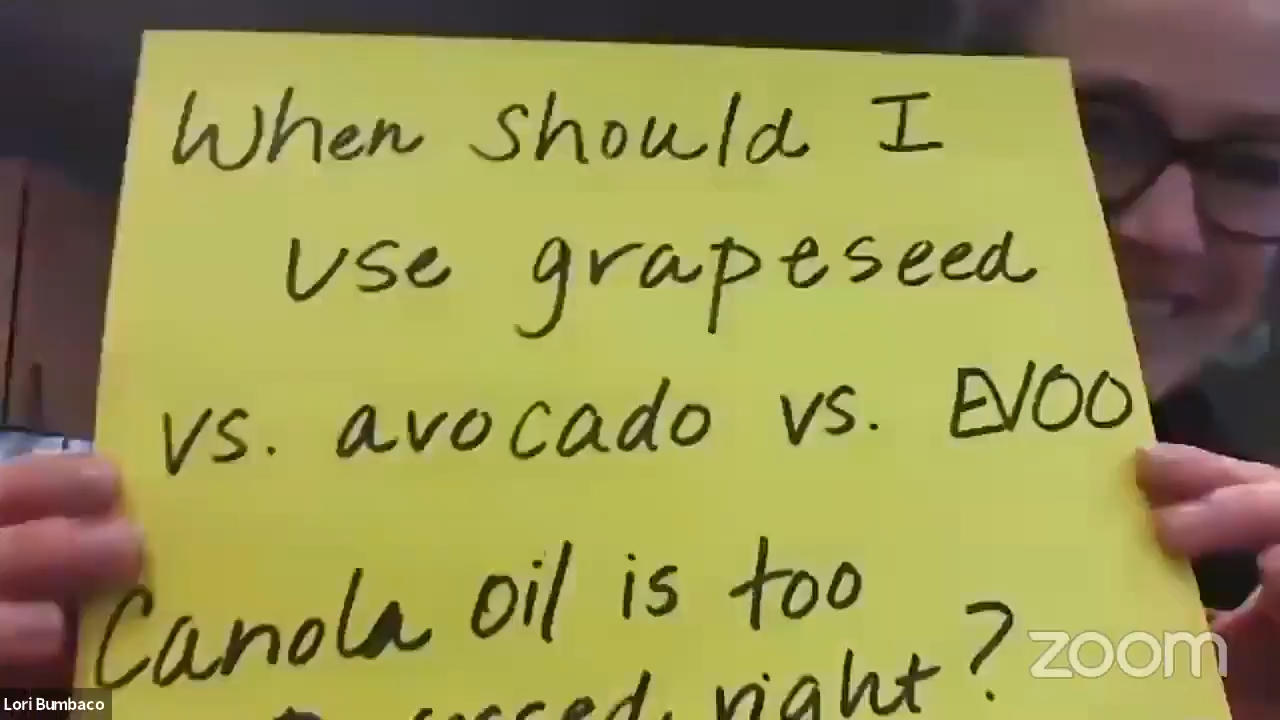 When should I
use grapeseed
vs. avocado vs. EVOO
Canola oil is too
right?
zoom
Lori Bumbaco